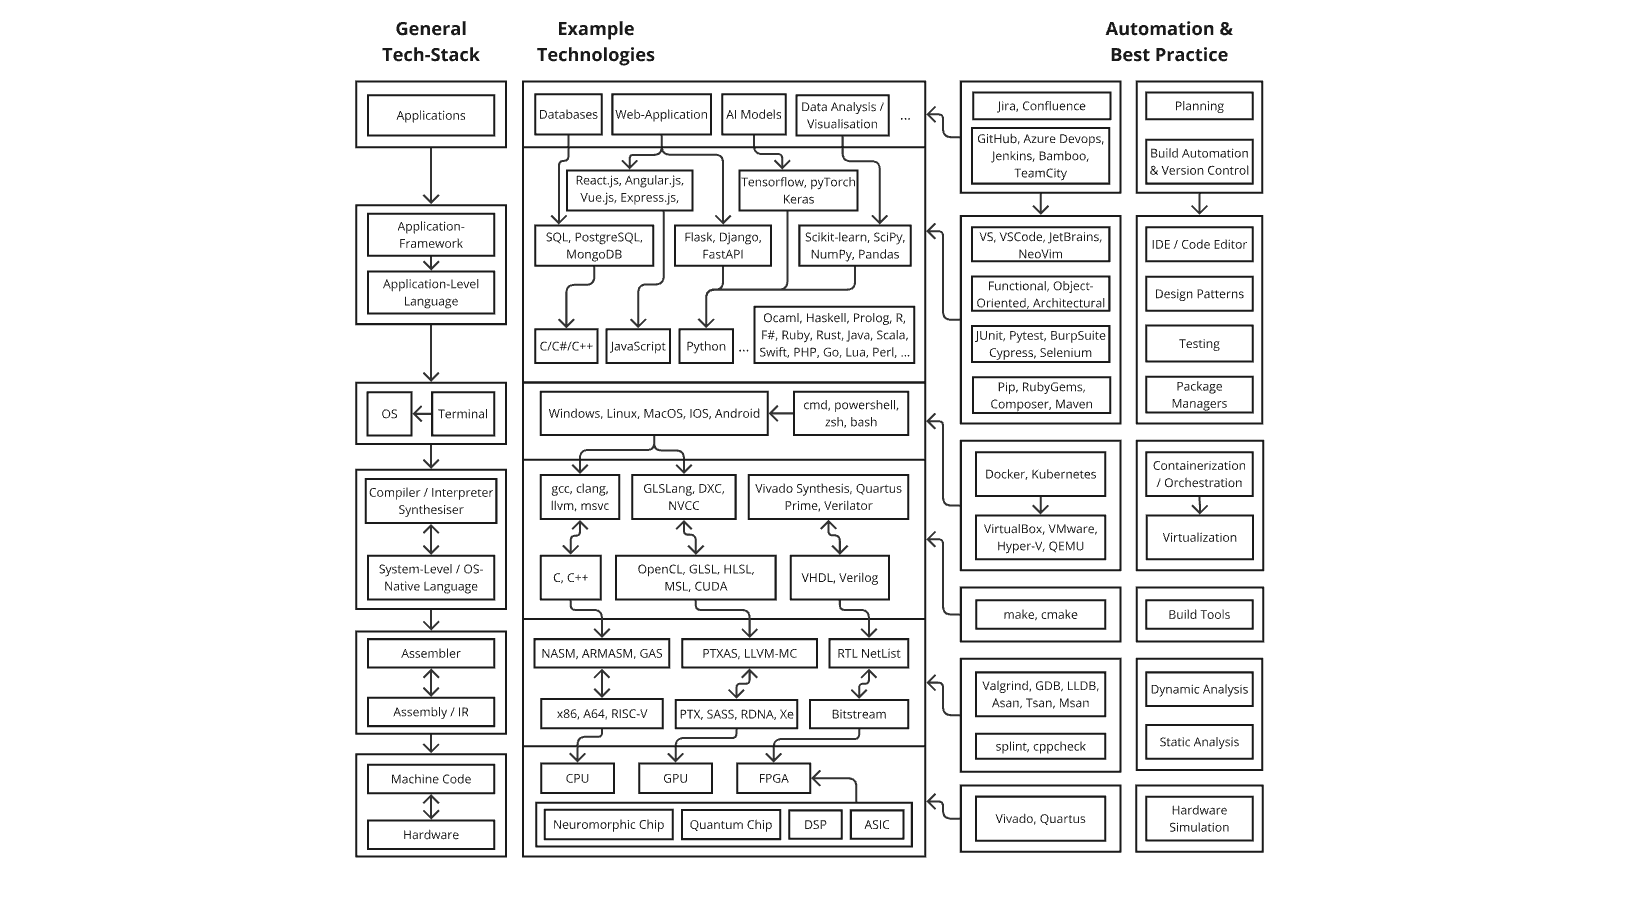 General
Tech-Stack
Example
Technologies
Automation &
Best Practice
Applications
Application-
Framework
Application-Level
Language
OS
Terminal
Compiler / Interpreter
Synthesiser
System-Level / OS-
Native Language
Assembler
Assembly / IR
Machine Code
Hardware
Databases
Web-Application
AI Models
Data Analysis /
Visualisation
...
React.js, Angular.js,
Vue.js, Express.js,
Tensorflow, pyTorch
Keras
SQL, PostgreSQL,
MongoDB
Flask, Django,
FastAPI
Scikit-learn, SciPy,
NumPy, Pandas
C/C#/C++
JavaScript
Python
...
Ocaml, Haskell, Prolog, R,
F#, Ruby, Rust, Java, Scala,
Swift, PHP, Go, Lua, Perl, ...
Windows, Linux, MacOS, IOS, Android
cmd, powershell,
zsh, bash
gcc, clang,
llvm, msvc
GLSLang, DXC,
NVCC
Vivado Synthesis, Quartus
Prime, Verilator
C, C++
OpenCL, GLSL, HLSL,
MSL, CUDA
VHDL, Verilog
NASM, ARMASM, GAS
PTXAS, LLVM-MC
RTL NetList
x86, A64, RISC-V
PTX, SASS, RDNA, Xe
Bitstream
CPU
GPU
FPGA
Neuromorphic Chip
Quantum Chip
DSP
ASIC
Jira, Confluence
GitHub, Azure Devops,
Jenkins, Bamboo,
TeamCity
VS, VSCode, JetBrains,
NeoVim
Functional, Object-
Oriented, Architectural
JUnit, Pytest, BurpSuite
Cypress, Selenium
Pip, RubyGems,
Composer, Maven
Docker, Kubernetes
VirtualBox, VMware,
Hyper-V, QEMU
make, cmake
Valgrind, GDB, LLDB,
Asan, Tsan, Msan
splint, cppcheck
Vivado, Quartus
Planning
Build Automation
& Version Control
IDE / Code Editor
Design Patterns
Testing
Package
Managers
Containerization
/ Orchestration
Virtualization
Build Tools
Dynamic Analysis
Static Analysis
Hardware
Simulation